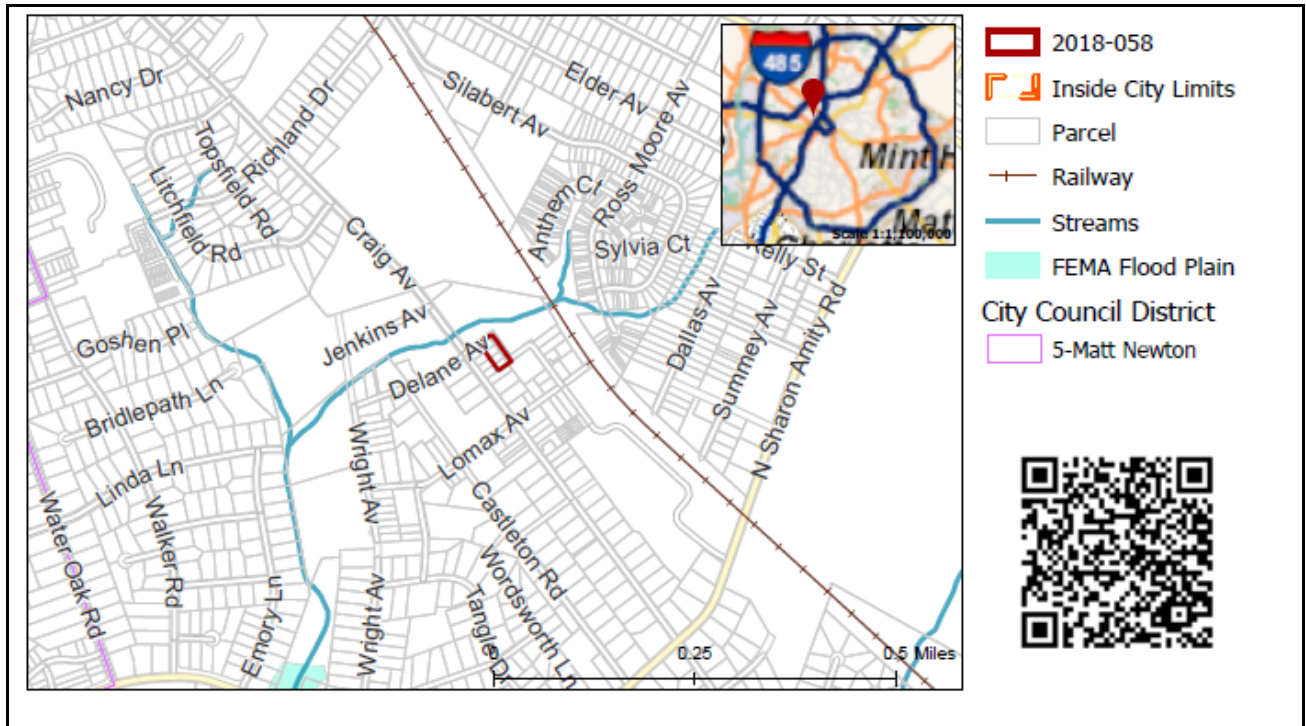 Nancy Dr
Topsfield Rd
Richland Dr
Litchfield Rd
Silabert Av
Elder Av
Ross Moore Av
Anthem Ct
Sylvia Ct
Craig Av
Jenkins Av
Delane Av
Goshen Pl
Bridlepath Ln
Linda Ln
Water Oak Rd
Walker Rd
Emory Ln
Wright Av
Wright Av
Lomax Av
Castleton Rd
Wordsworth Ln
Tangle Dr
Dallas Av
Summey Av
Kelly St
N Sharon Amity Rd
0
0.25
0.5 Miles
485
Mint H
Mat
Scale 1:1,100,000
2018-058
Inside City Limits
Parcel
Railway
Streams
FEMA Flood Plain
City Council District
5-Matt Newton